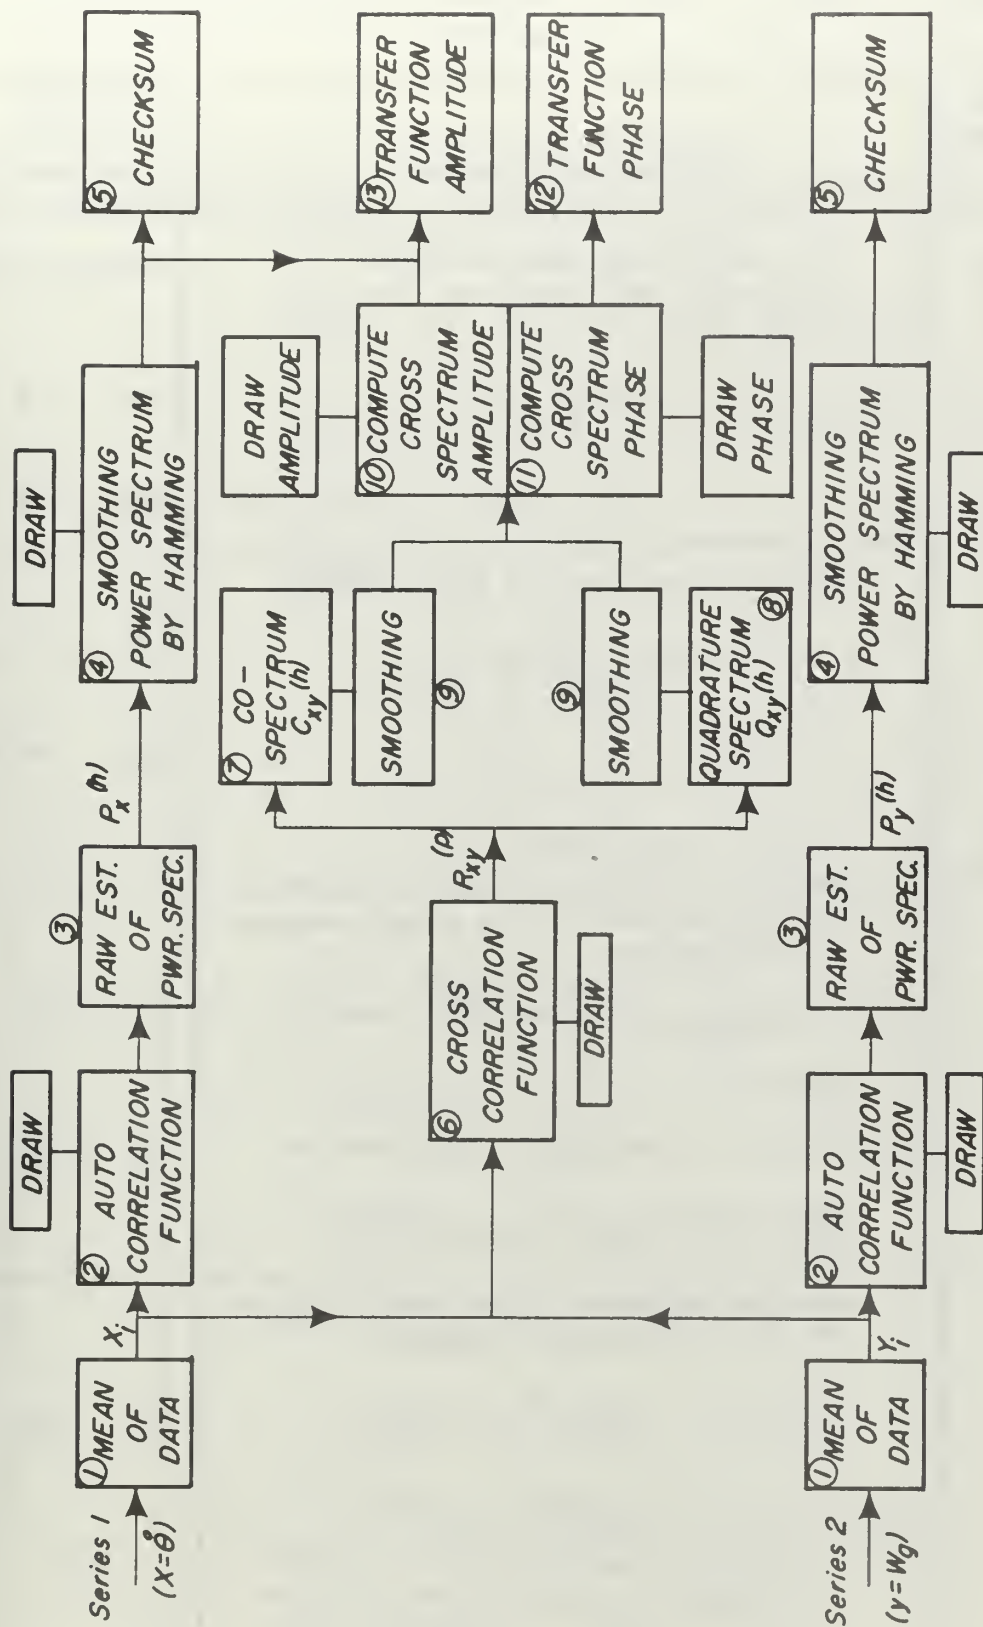 Series 1
(x=θ̊)
① MEAN
OF
DATA
X_i
② AUTO
CORRELATION
FUNCTION
DRAW
③
RAW EST.
OF
PWR. SPEC.
P_x(h)
④ SMOOTHING
POWER SPECTRUM
BY HAMMING
DRAW
⑤ CHECKSUM
⑥ CROSS
CORRELATION
FUNCTION
DRAW
R_xy(p)
⑦ CO-
SPECTRUM
C_xy(h)
SMOOTHING
⑨
⑨
SMOOTHING
QUADRATURE
SPECTRUM
Q_xy(h) ⑧
DRAW
AMPLITUDE
⑩ COMPUTE
CROSS
SPECTRUM
AMPLITUDE
⑪ COMPUTE
CROSS
SPECTRUM
PHASE
DRAW
PHASE
⑬ TRANSFER
FUNCTION
AMPLITUDE
⑫ TRANSFER
FUNCTION
PHASE
Series 2
(y=W_g)
① MEAN
OF
DATA
Y_i
② AUTO
CORRELATION
FUNCTION
DRAW
③
RAW EST.
OF
PWR. SPEC.
P_y(h)
④ SMOOTHING
POWER SPECTRUM
BY HAMMING
DRAW
⑤ CHECKSUM